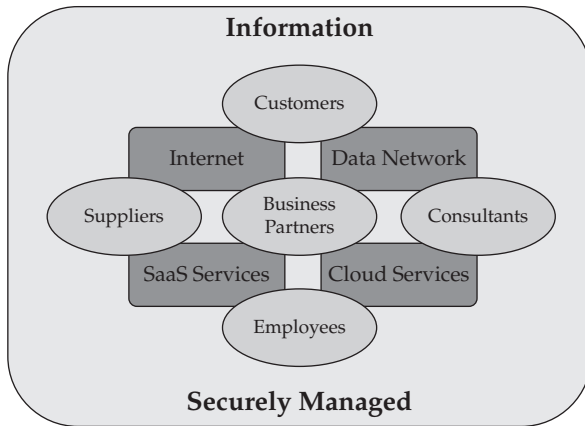 Information
Customers
Internet
Data Network
Suppliers
Business
Partners
Consultants
SaaS Services
Cloud Services
Employees
Securely Managed